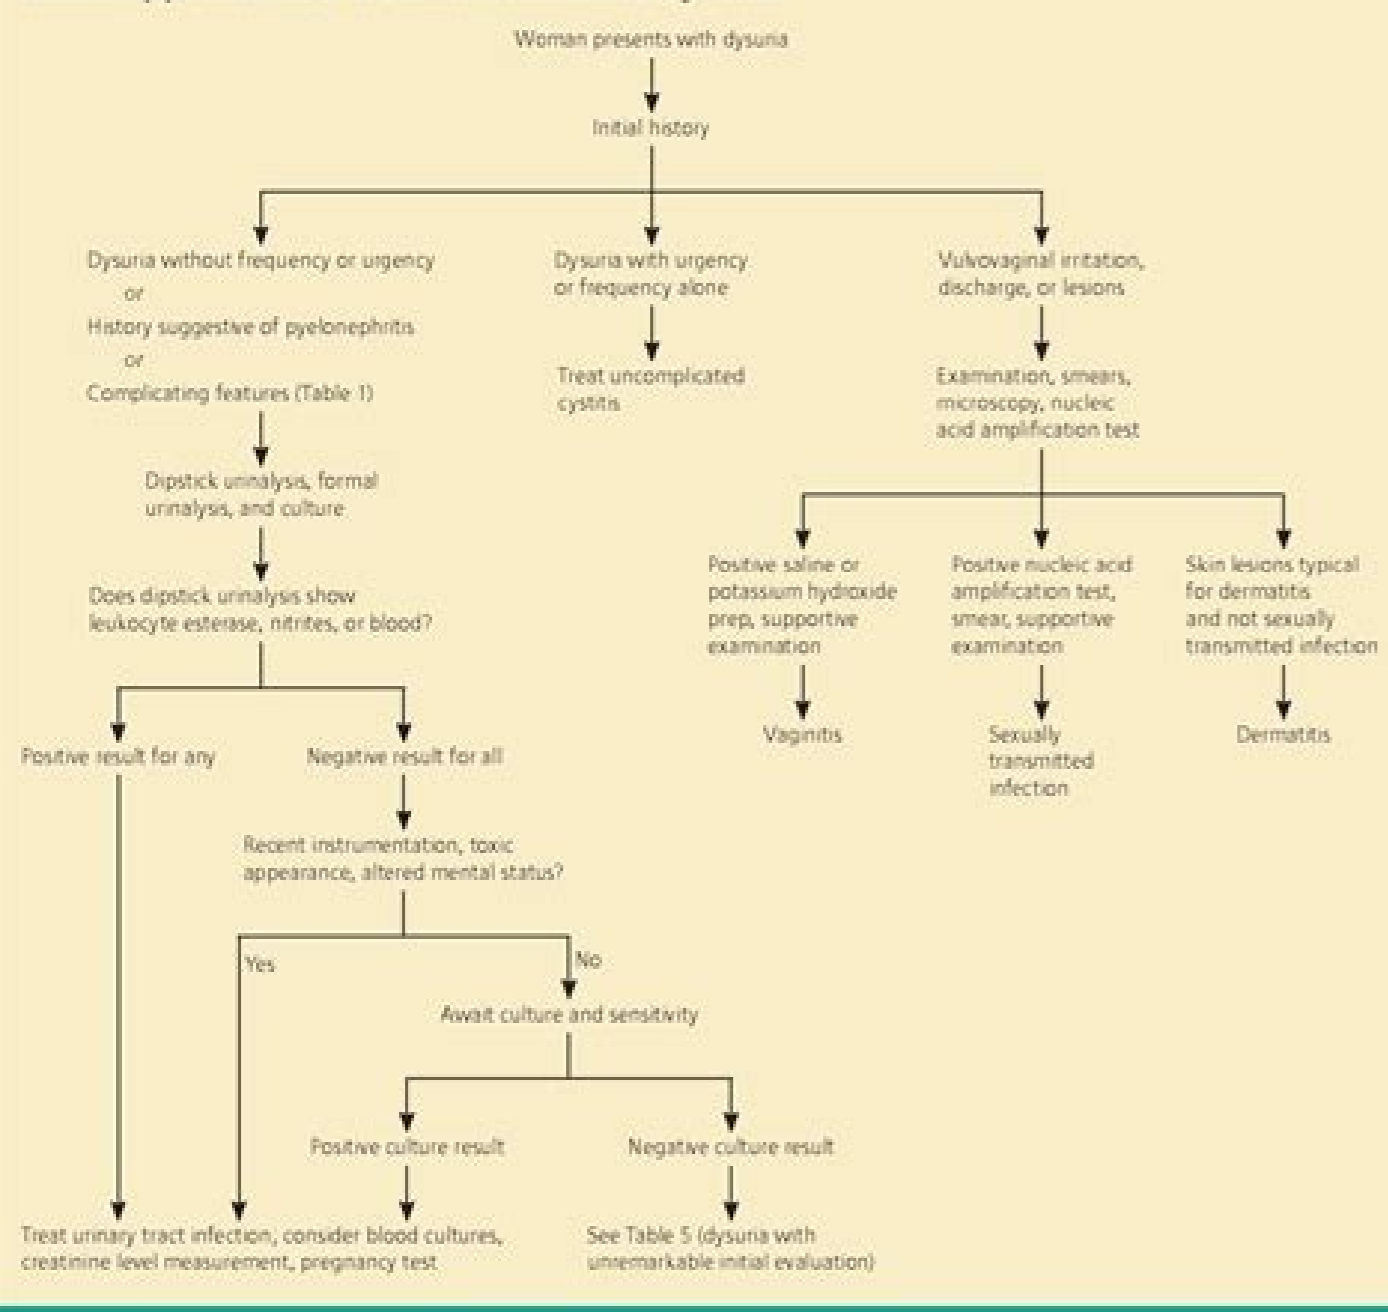 Woman presents with dysuria
Initial history
Dysuria without frequency or urgency
or
History suggestive of pyelonephritis
or
Complicating features (Table 1)
Dysuria with urgency
or frequency alone
Vulvovaginal irritation,
discharge, or lesions
Treat uncomplicated
cystitis
Examination, smears,
microscopy, nucleic
acid amplification test
Dipstick urinalysis, formal
urinalysis, and culture
Does dipstick urinalysis show
leukocyte esterase, nitrites, or blood?
Positive saline or
potassium hydroxide
prep, supportive
examination
Positive nucleic acid
amplification test,
smear, supportive
examination
Skin lesions typical
for dermatitis
and not sexually
transmitted infection
Vaginitis
Sexually
transmitted
infection
Dermatitis
Positive result for any
Negative result for all
Recent instrumentation, toxic
appearance, altered mental status?
Yes
No
Await culture and sensitivity
Positive culture result
Negative culture result
Treat urinary tract infection, consider blood cultures,
creatinine level measurement, pregnancy test
See Table 5 (dysuria with
unremarkable initial evaluation)